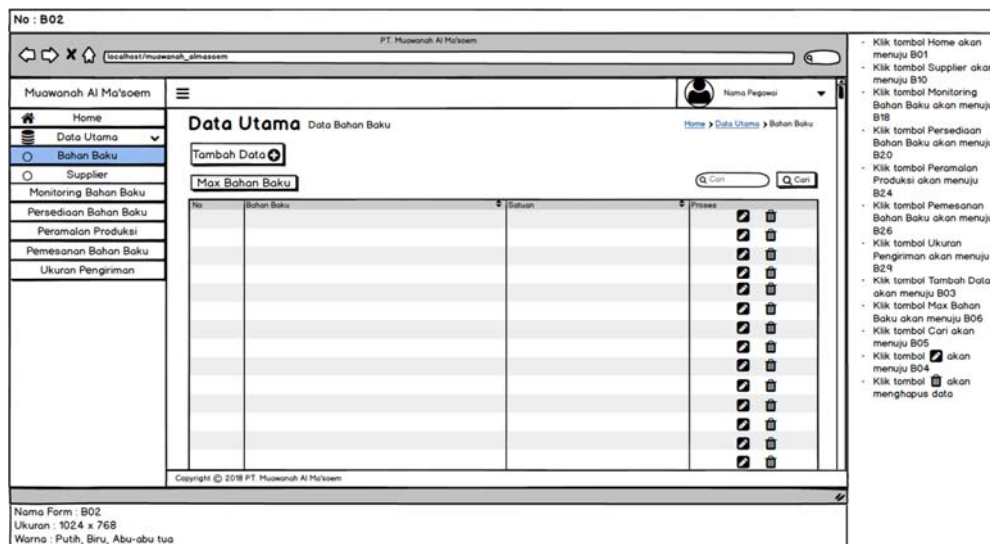 No : B02
PT. Muawanah Al Ma'soem
localhost/muawanah_almasoem
Muawanah Al Ma'soem
Nama Pegawai
Home
Data Utama
Bahan Baku
Supplier
Monitoring Bahan Baku
Persediaan Bahan Baku
Peramalan Produksi
Pemesanan Bahan Baku
Ukuran Pengiriman
Data Utama Data Bahan Baku
Home > Data Utama > Bahan Baku
Tambah Data
Max Bahan Baku
Cari
Cari
No Bahan Baku Satuan Proses
Copyright © 2018 PT. Muawanah Al Ma'soem
- Klik tombol Home akan
menuju B01
- Klik tombol Supplier akan
menuju B10
- Klik tombol Monitoring
Bahan Baku akan menuju
B18
- Klik tombol Persediaan
Bahan Baku akan menuju
B20
- Klik tombol Peramalan
Produksi akan menuju
B24
- Klik tombol Pemesanan
Bahan Baku akan menuju
B26
- Klik tombol Ukuran
Pengiriman akan menuju
B29
- Klik tombol Tambah Data
akan menuju B03
- Klik tombol Max Bahan
Baku akan menuju B06
- Klik tombol Cari akan
menuju B05
- Klik tombol akan
menuju B04
- Klik tombol akan
menghapus data
Nama Form : B02
Ukuran : 1024 x 768
Warna : Putih, Biru, Abu-abu tua